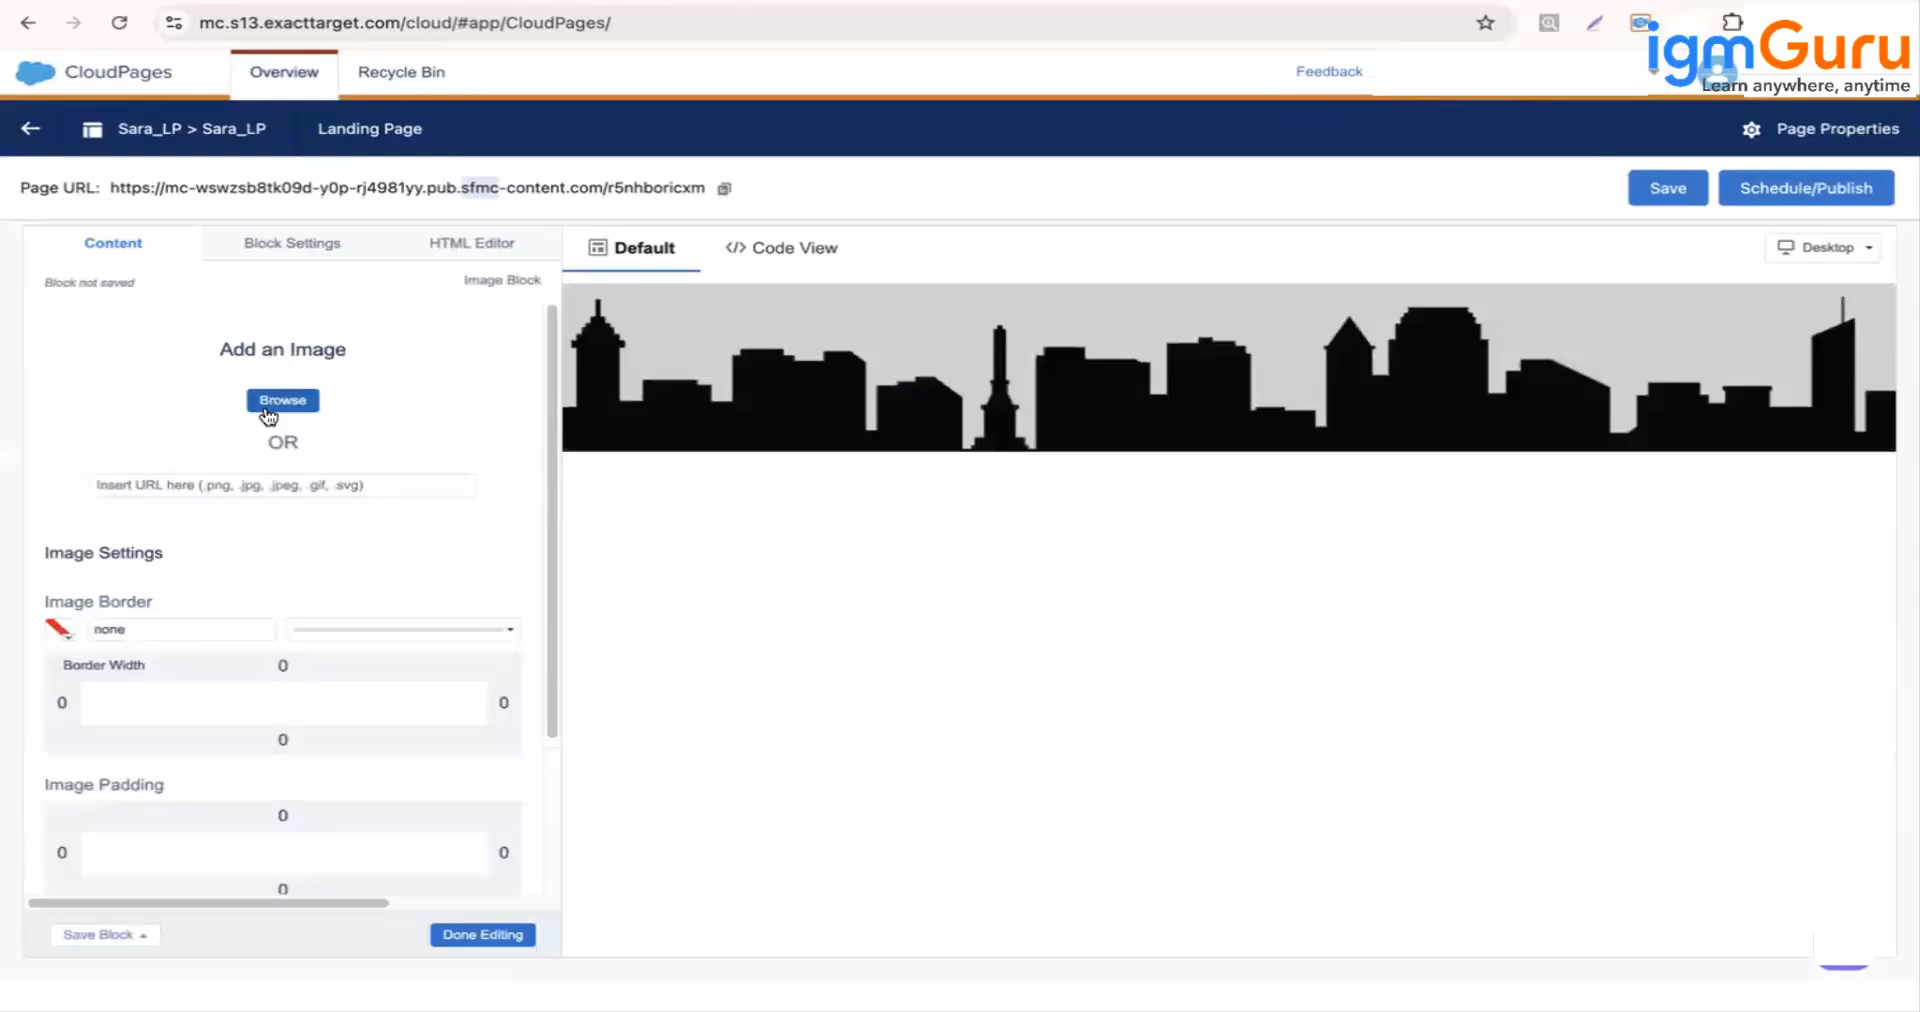 mc.s13.exacttarget.com/cloud/#app/CloudPages/
igmGuru
Learn anywhere, anytime
CloudPages
Overview
Recycle Bin
Feedback
Sara_LP > Sara_LP
Landing Page
Page Properties
Page URL: https://mc-wswzsb8tk09d-y0p-rj4981yy.pub.sfmc-content.com/r5nhboricxm
Save
Schedule/Publish
Content
Block Settings
HTML Editor
Default
</> Code View
Desktop
Block not saved
Image Block
Add an Image
Browse
OR
Insert URL here (.png, .jpg, .jpeg, .gif, .svg)
Image Settings
Image Border
none
Border Width
0
0
0
0
Image Padding
0
0
0
0
Save Block
Done Editing